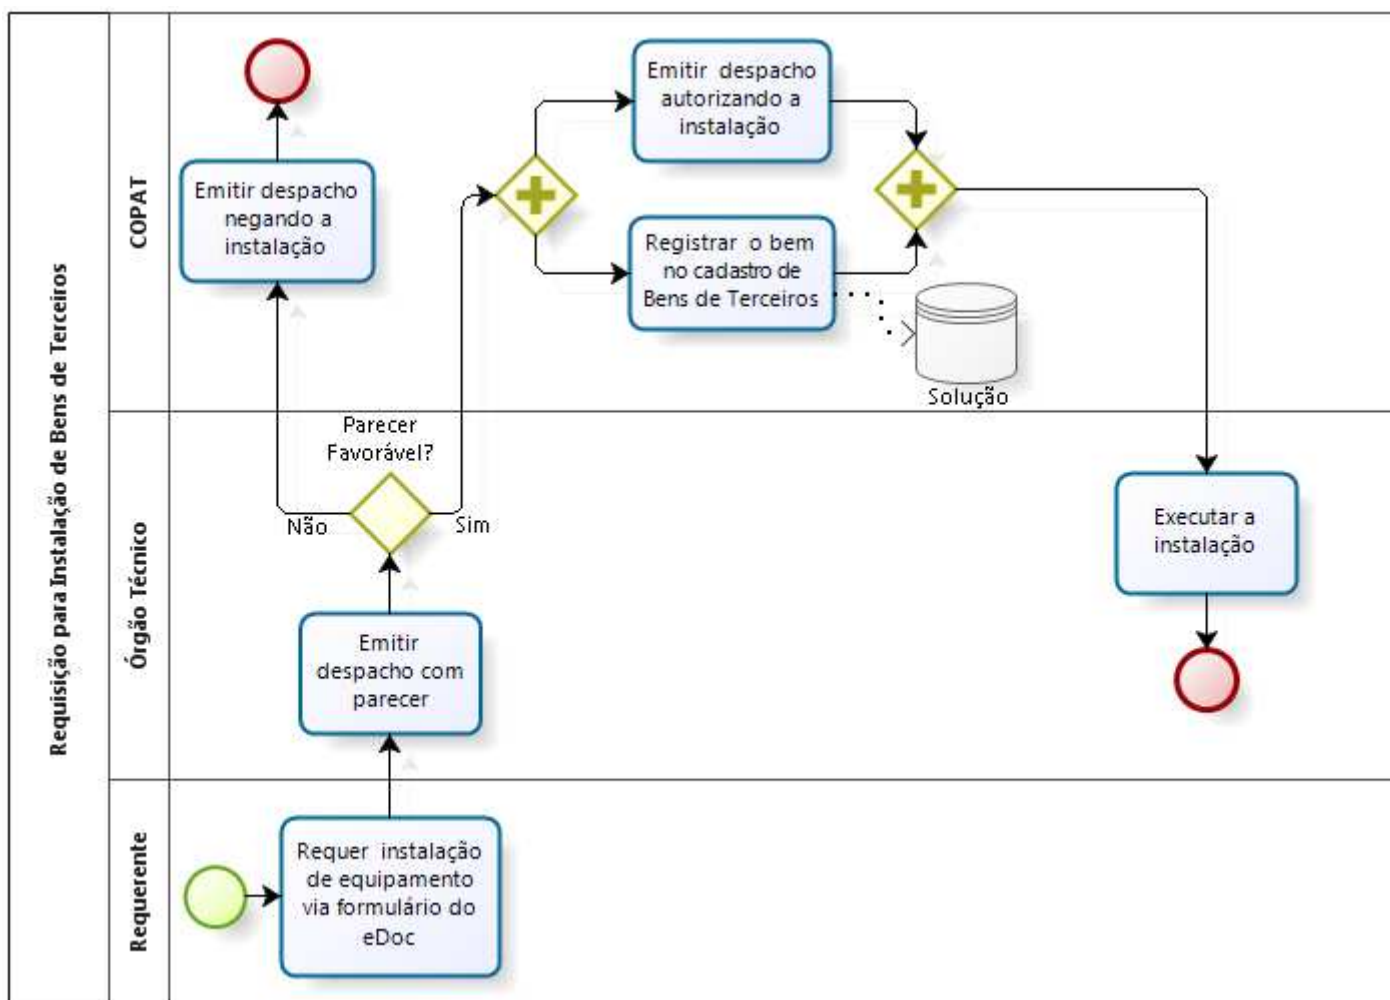 Requisição para Instalação de Bens de Terceiros
COPAT
Emitir despacho
negando a
instalação
Emitir despacho
autorizando a
instalação
Registrar o bem
no cadastro de
Bens de Terceiros
Solução
Órgão Técnico
Parecer
Favorável?
Não
Sim
Emitir
despacho com
parecer
Executar a
instalação
Requerente
Requer instalação
de equipamento
via formulário do
eDoc